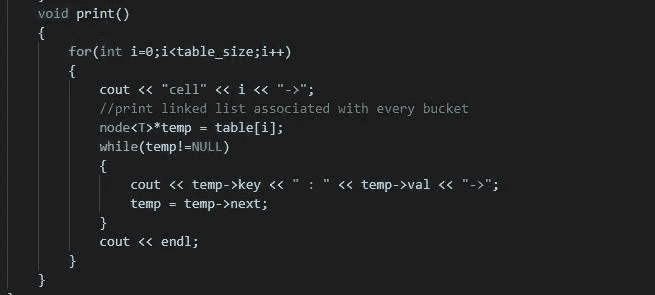 void print()
{
for(int i=0;i<table_size;i++)
{
cout << "cell" << i << "->";
//print linked list associated with every bucket
node<T>*temp = table[i];
while(temp!=NULL)
{
cout << temp->key << " : " << temp->val << "->";
temp = temp->next;
}
cout << endl;
}
}